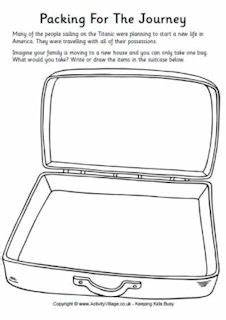 Packing For The Journey
Many of the people sailing on the Titanic were planning to start a new life in
America. They were travelling with all of their possessions.
Imagine your family is moving to a new house and you can only take one bag.
What would you take? Write or draw the items in the suitcase below.
Copyright © www.ActivityVillage.co.uk - Keeping Kids Busy